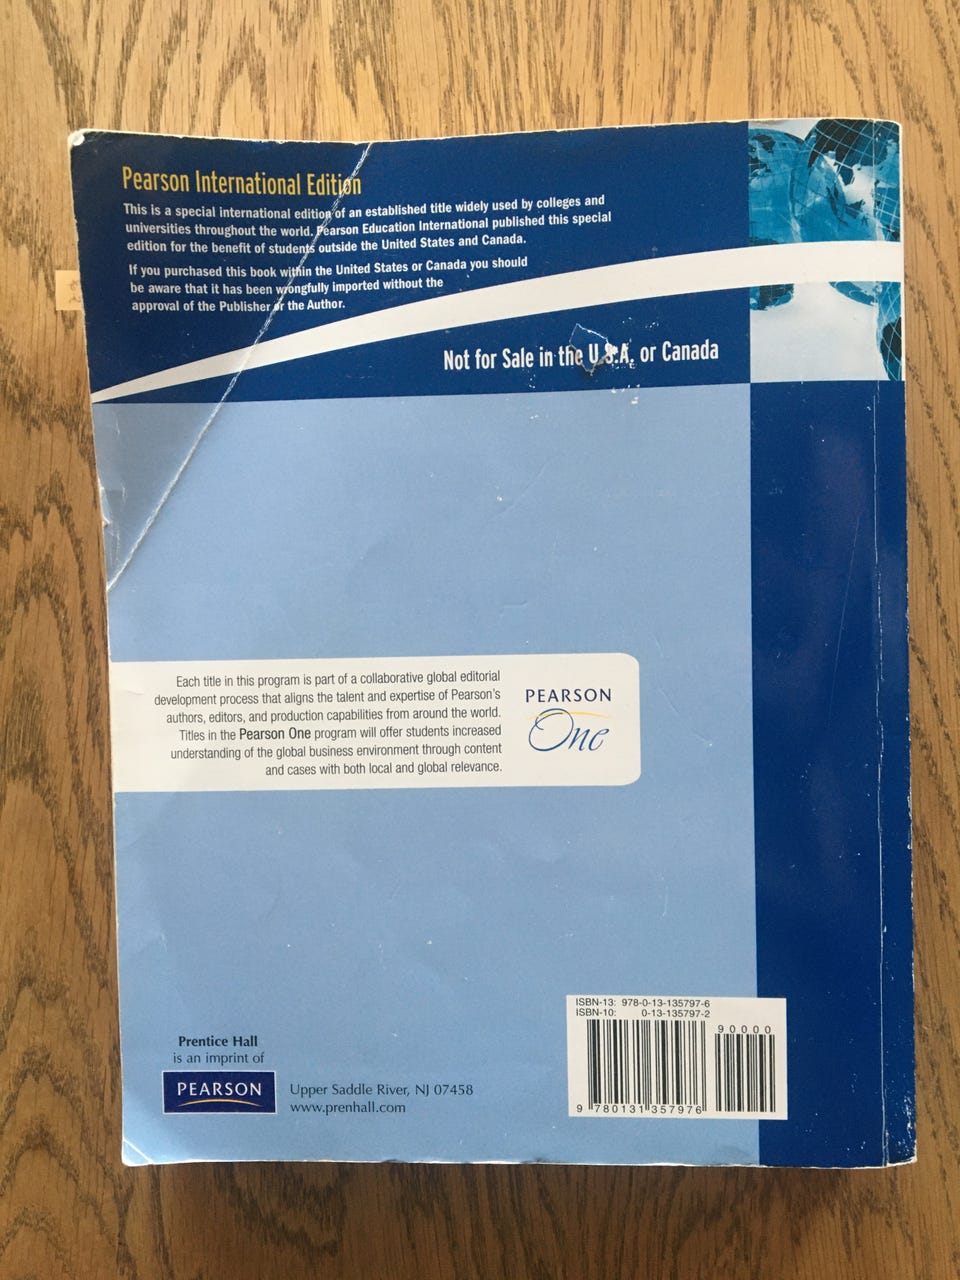 Pearson International Edition
This is a special international edition of an established title widely used by colleges and
universities throughout the world. Pearson Education International published this special
edition for the benefit of students outside the United States and Canada.
If you purchased this book within the United States or Canada you should
be aware that it has been wrongfully imported without the
approval of the Publisher or the Author.
Not for Sale in the U.S.A. or Canada
Each title in this program is part of a collaborative global editorial
development process that aligns the talent and expertise of Pearson's
authors, editors, and production capabilities from around the world.
Titles in the Pearson One program will offer students increased
understanding of the global business environment through content
and cases with both local and global relevance.
PEARSON
One
Prentice Hall
is an imprint of
PEARSON
Upper Saddle River, NJ 07458
www.prenhall.com
ISBN-13: 978-0-13-135797-6
ISBN-10: 0-13-135797-2
90000
9 780131 357976